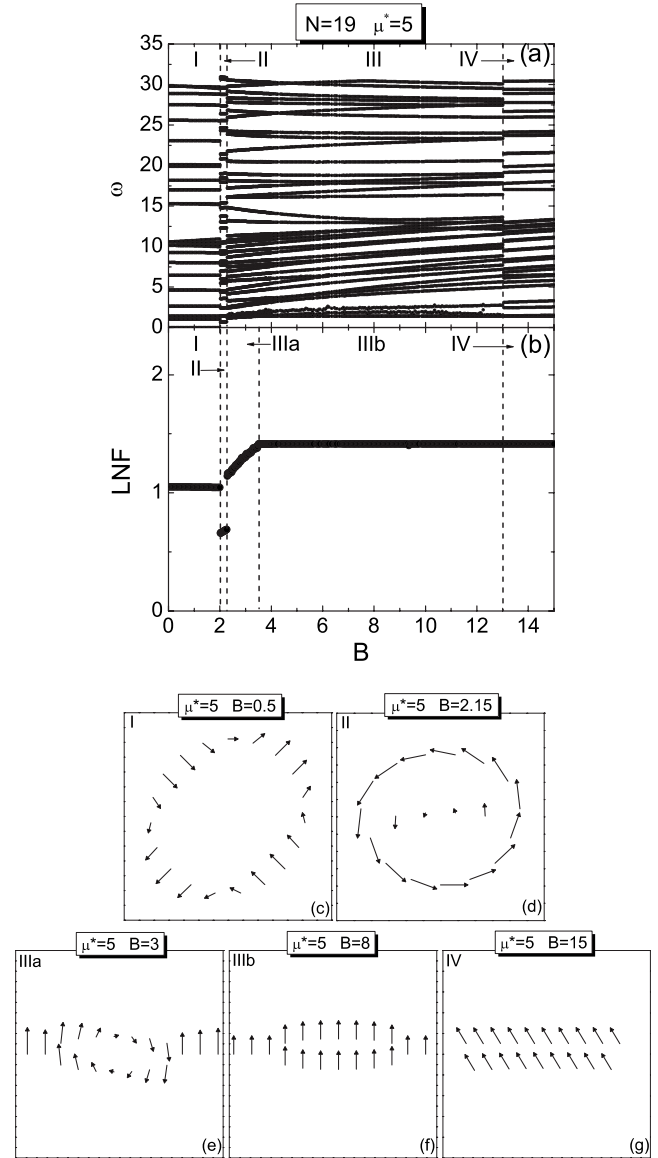 N=19 μ*=5
35
30
25
20
15
10
5
0
ω
I II III IV (a)
I II IIIa IIIb IV (b)
2
1
0
LNF
0 2 4 6 8 10 12 14
B
μ*=5 B=0.5
I
(c)
μ*=5 B=2.15
II
(d)
μ*=5 B=3
IIIa
(e)
μ*=5 B=8
IIIb
(f)
μ*=5 B=15
IV
(g)